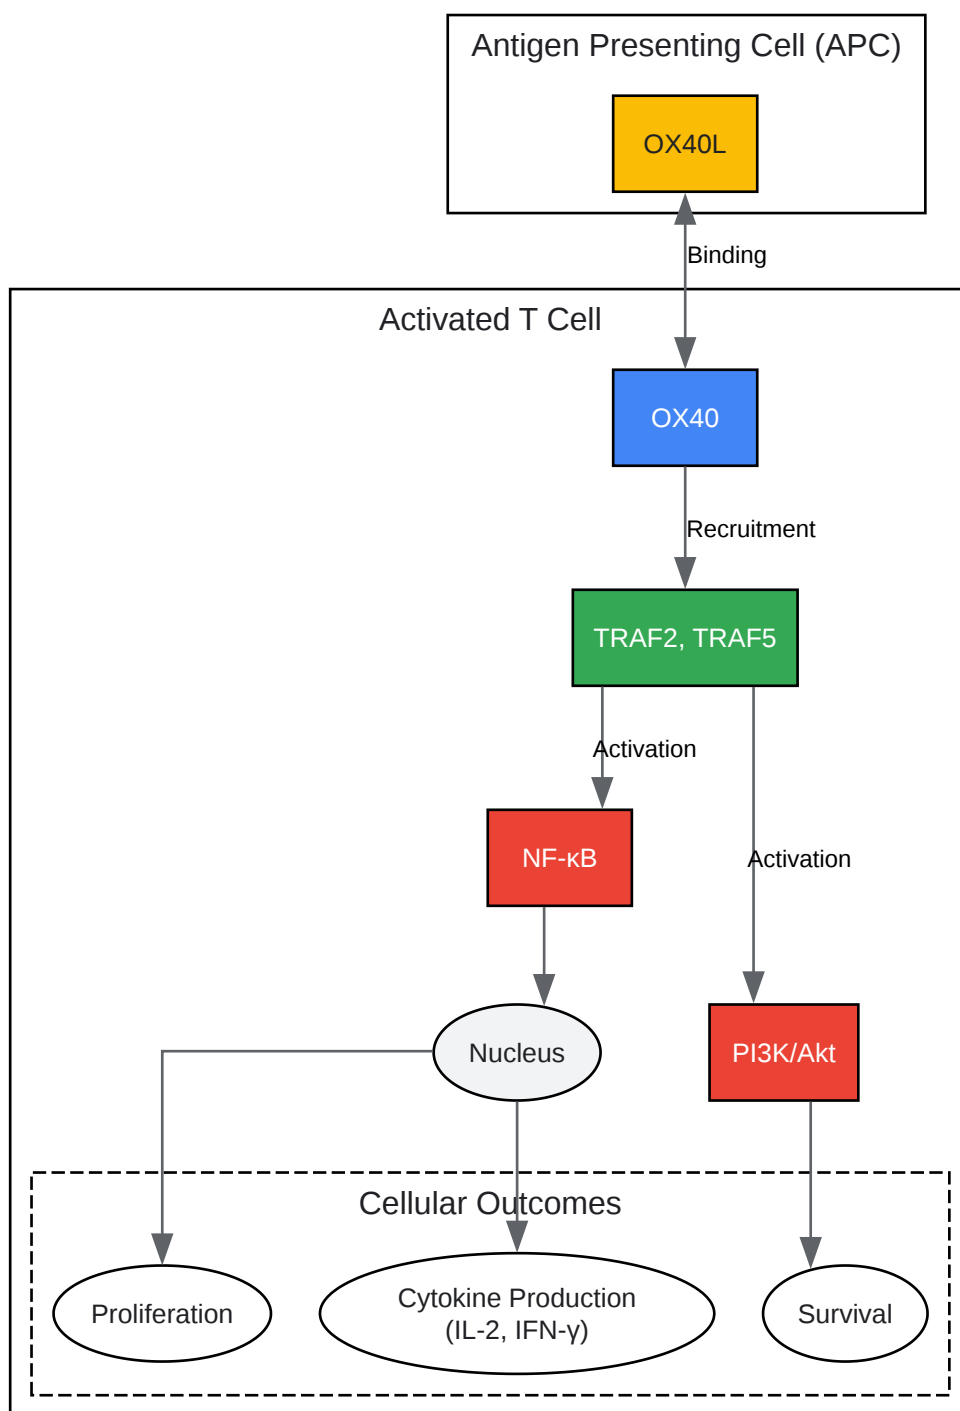 Antigen Presenting Cell (APC)
OX40L
Binding
Activated T Cell
OX40
Recruitment
TRAF2, TRAF5
Activation
NF-κB
Activation
Nucleus
PI3K/Akt
Cellular Outcomes
Proliferation
Cytokine Production
(IL-2, IFN-γ)
Survival